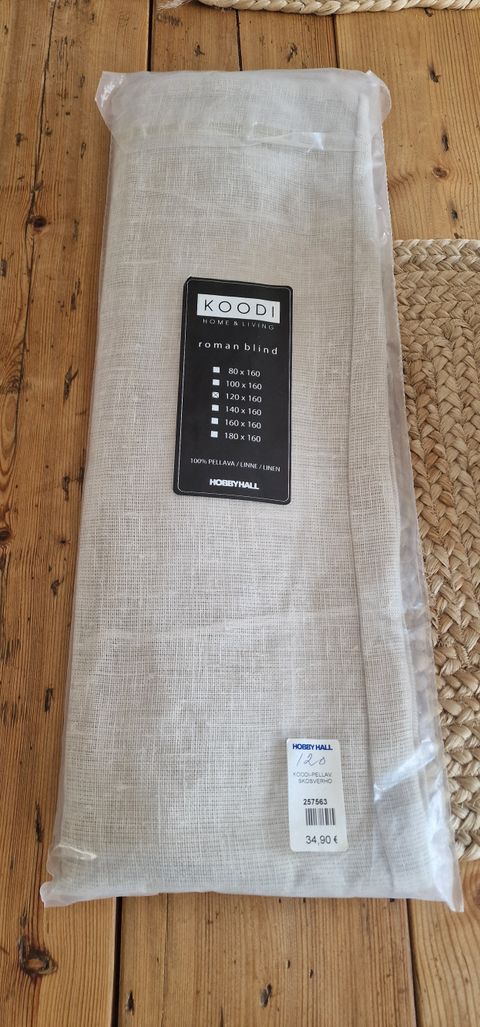 KOODI
HOME & LIVING
roman blind
80 x 160
100 x 160
120 x 160
140 x 160
160 x 160
180 x 160
100% PELLAVA / LINNE / LINEN
HOBBYHALL
HOBBY HALL
120
KOODI-PELLAV.
SKOSVERHO
257563
34,90 €